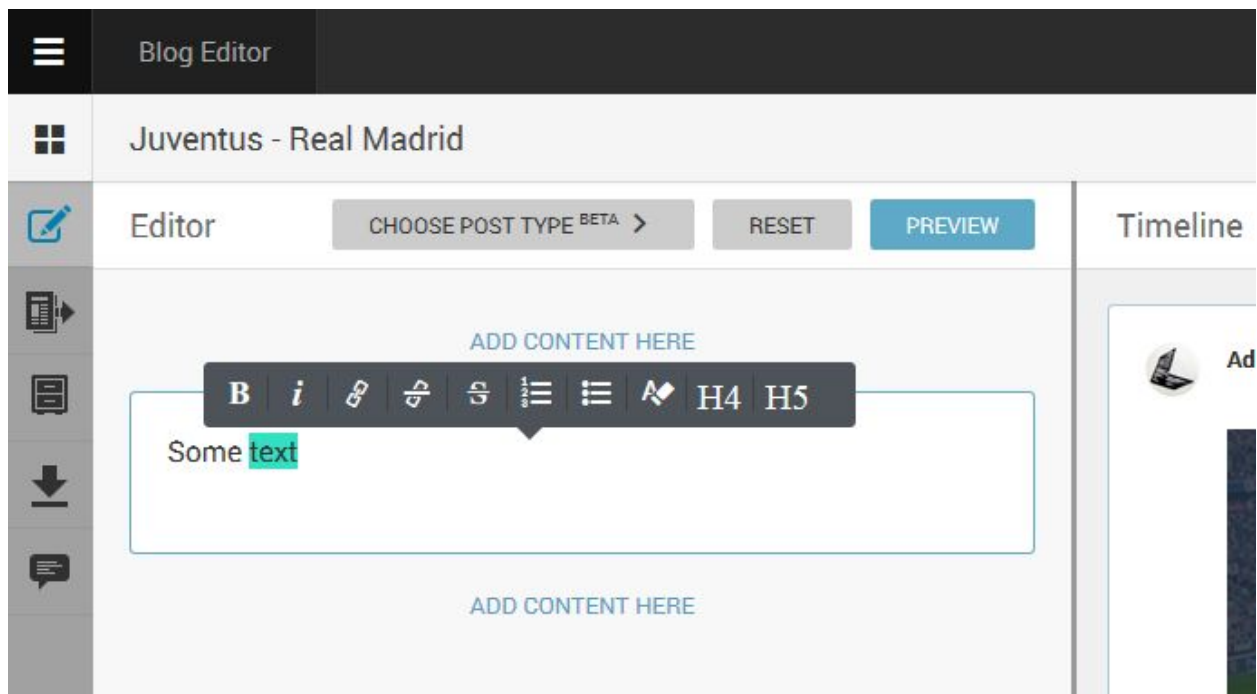 Blog Editor
Juventus - Real Madrid
Editor
CHOOSE POST TYPE BETA >
RESET
PREVIEW
Timeline
ADD CONTENT HERE
Ad
B i S H4 H5
Some text
ADD CONTENT HERE